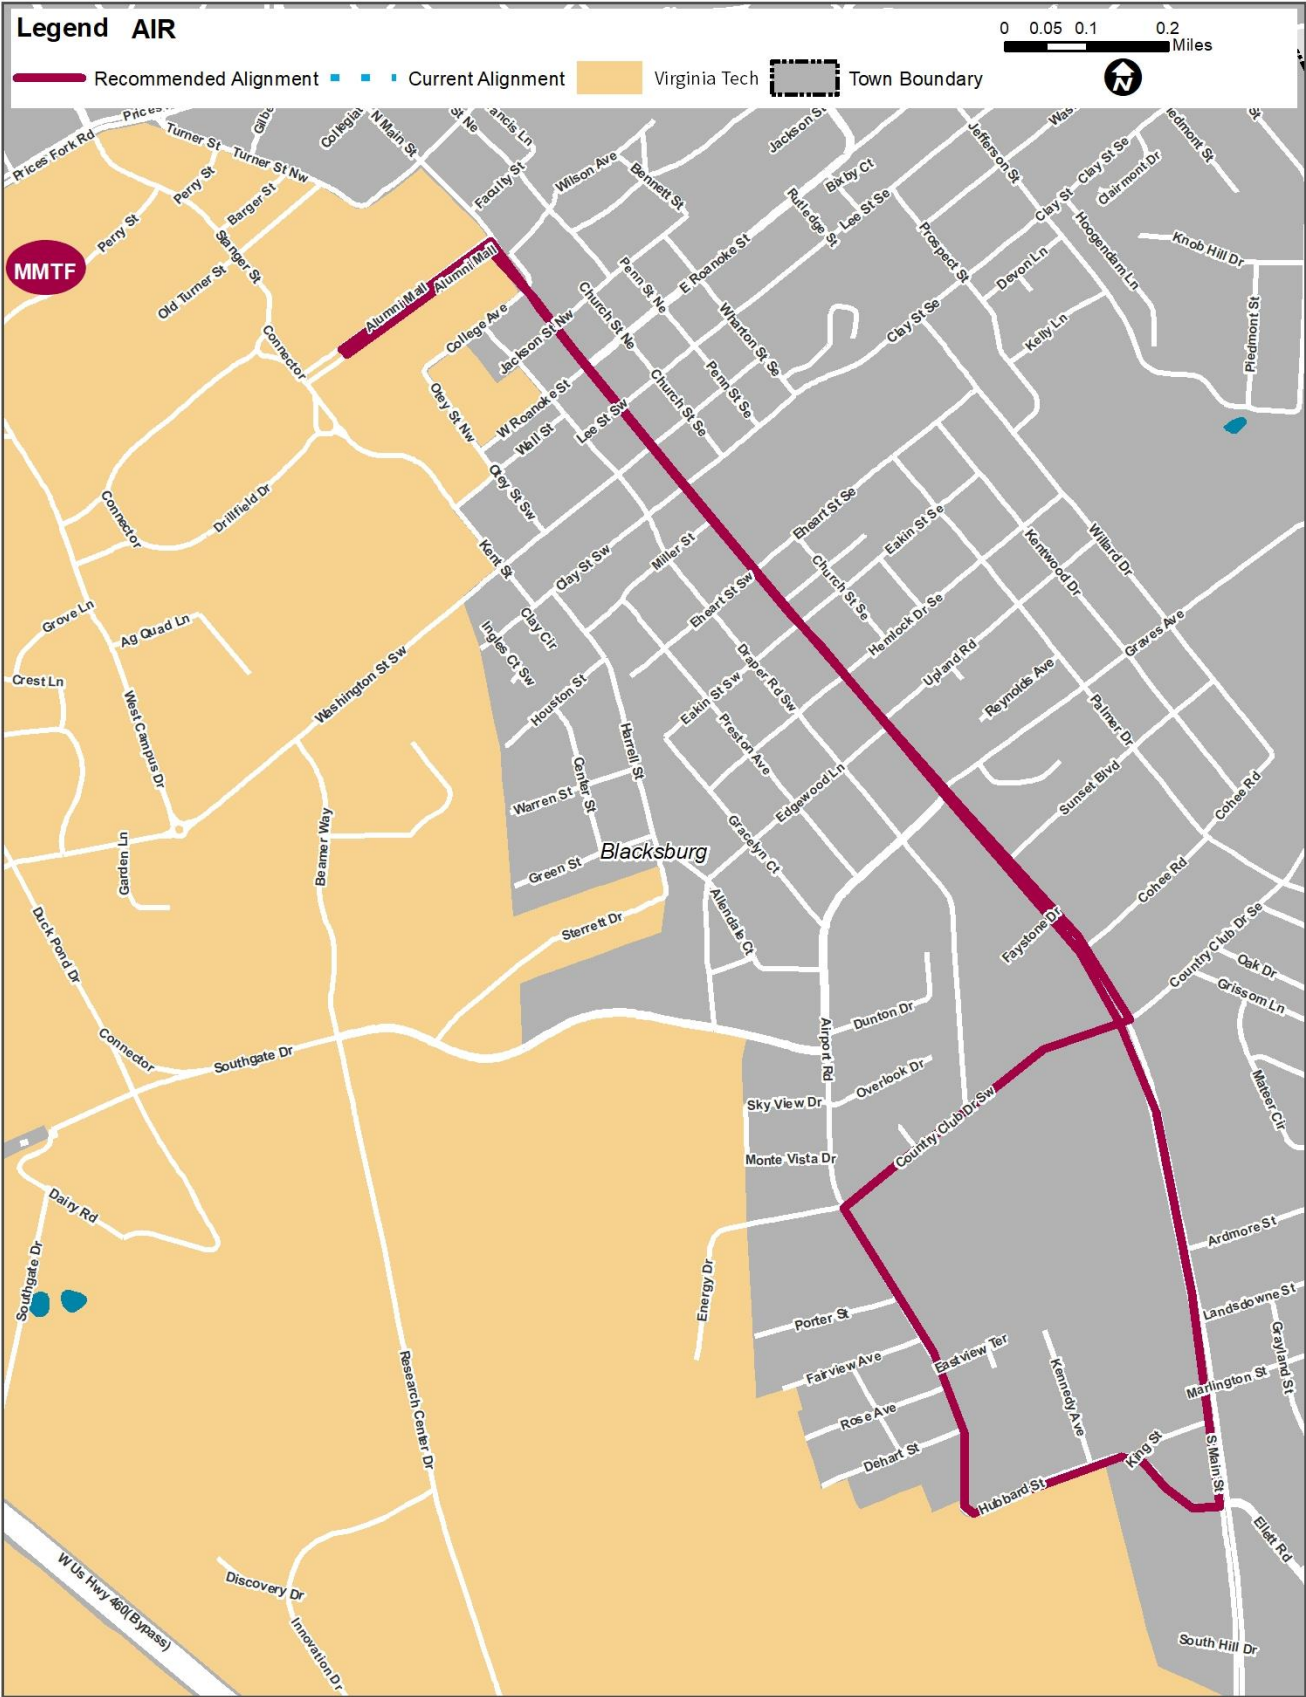 Legend AIR
0 0.05 0.1 0.2
Miles
Recommended Alignment
Current Alignment
Virginia Tech
Town Boundary
N
Prices Fork Rd
Turner St
Turner St Nw
N Main St
St Ne
Faculty St
Wilson Ave
Bennett St
Jackson St
Bixby Ct
Rutledge St
Lee St Se
Jefferson St
Clay St Se
Clay St
Clairmont Dr
Hoogendam Ln
Knob Hill Dr
Piedmont St
Perry St
Perry St
Barger St
Stanger St
Old Turner St
MMTF
Alumni Mall
Alumni Mall
College Ave
Jackson St Nw
Church St Ne
Penn St Ne
E Roanoke St
Wharton St Se
Prospect St
Devon Ln
Kelly Ln
Clay St Se
Connector
Otey St Nw
W Roanoke St
Wall St
Lee St Sw
Church St Se
Penn St Se
Otey St Sw
Connector
Drillfield Dr
Kent St
Clay St Sw
Miller St
Eheart St Se
Eakin St Se
Church St Se
Kentwood Dr
Willard Dr
Grove Ln
Ag Quad Ln
Crest Ln
West Campus Dr
Washington St Sw
Ingles Ct Sw
Clay Cir
Eheart St Sw
Draper Rd Sw
Hemlock Dr Se
Upland Rd
Reynolds Ave
Graves Ave
Palmer Dr
Houston St
Harrell St
Eakin St Sw
Preston Ave
Edgewood Ln
Sunset Blvd
Cohee Rd
Center St
Warren St
Garden Ln
Beamer Way
Green St
Blacksburg
Gracelyn Ct
Cohee Rd
Duck Pond Dr
Sterrett Dr
Allendale Ct
Faystone Dr
Country Club Dr Se
Oak Dr
Grissom Ln
Connector
Southgate Dr
Airport Rd
Dunton Dr
Overlook Dr
Sky View Dr
Monte Vista Dr
Country Club Dr Sw
Mateer Cir
Dairy Rd
Southgate Dr
Energy Dr
Ardmore St
Landsdowne St
Grayland St
Marlington St
Porter St
Fairview Ave
Eastview Ter
Kennedy Ave
Rose Ave
Dehart St
Research Center Dr
Hubbard St
King St
S Main St
Ellett Rd
W Us Hwy 460(Bypass)
Discovery Dr
Innovation Dr
South Hill Dr